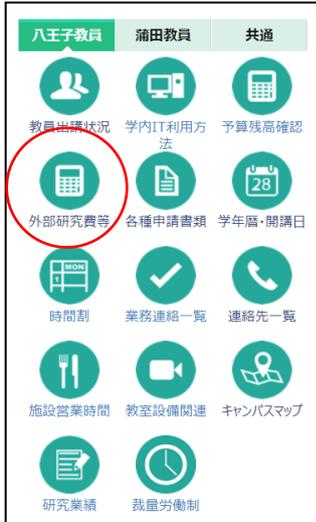 八王子教員 蒲田教員 共通
教員出講状況 学内IT利用方 予算残高確認
法
外部研究費等 各種申請書類 28 学年暦・開講日
MON 1 時間割 業務連絡一覧 連絡先一覧
施設営業時間 教室設備関連 キャンパスマップ
研究業績 裁量労働制